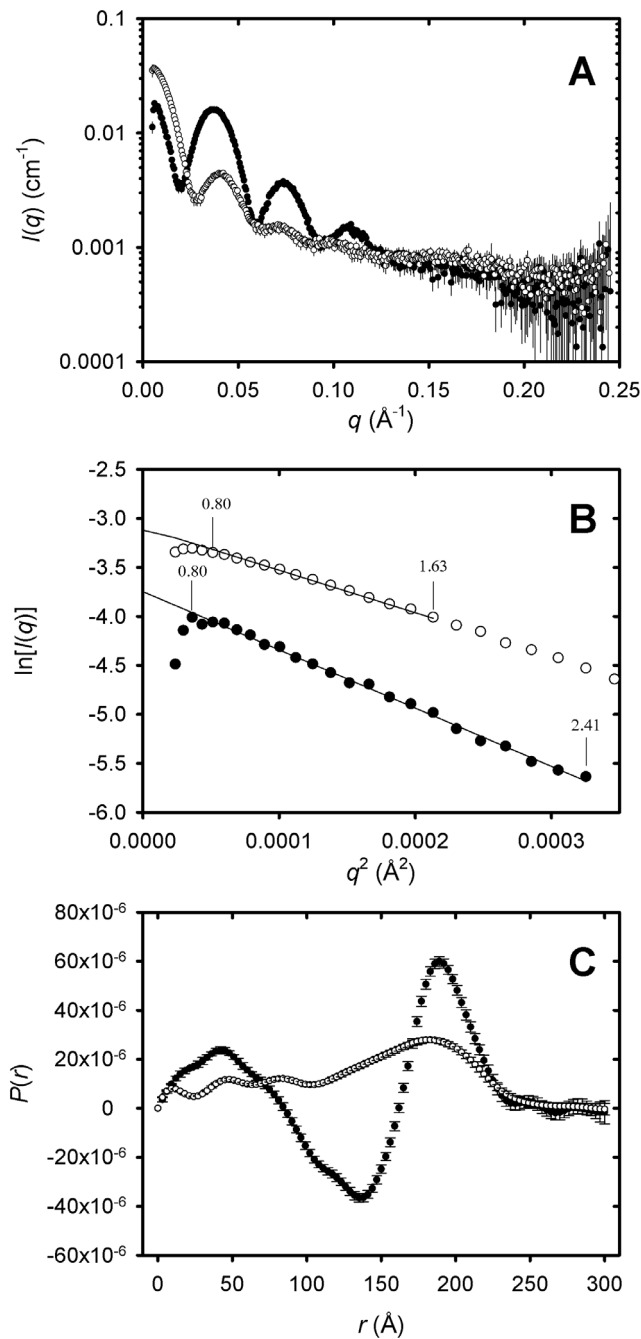 0.1
A
0.01
I(q) (cm⁻¹)
0.001
0.0001
0.00 0.05 0.10 0.15 0.20 0.25
q (Å⁻¹)
-2.5
B
-3.0
0.80
-3.5
0.80
1.63
-4.0
ln[I(q)]
-4.5
-5.0
2.41
-5.5
-6.0
0.0000 0.0001 0.0002 0.0003
q² (Å²)
80x10⁻⁶
C
60x10⁻⁶
40x10⁻⁶
20x10⁻⁶
P(r)
0
-20x10⁻⁶
-40x10⁻⁶
-60x10⁻⁶
0 50 100 150 200 250 300
r (Å)